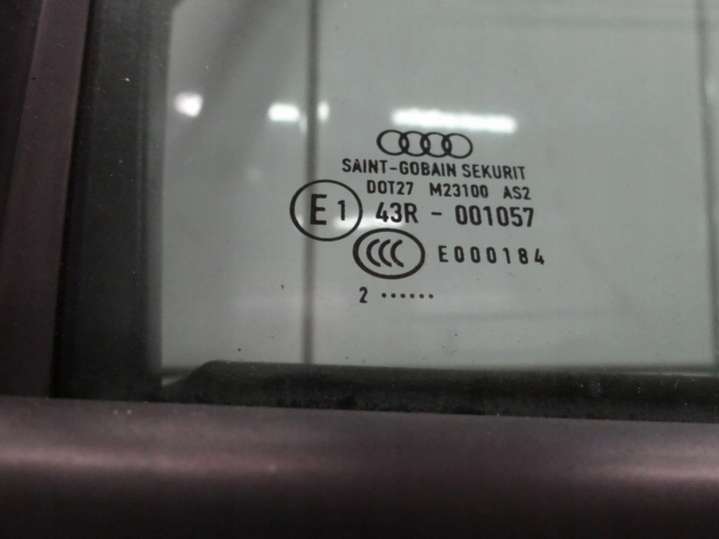 SAINT-GOBAIN SEKURIT
DOT27 M23100 AS2
E1 43R - 001057
CCC E000184
2 ······